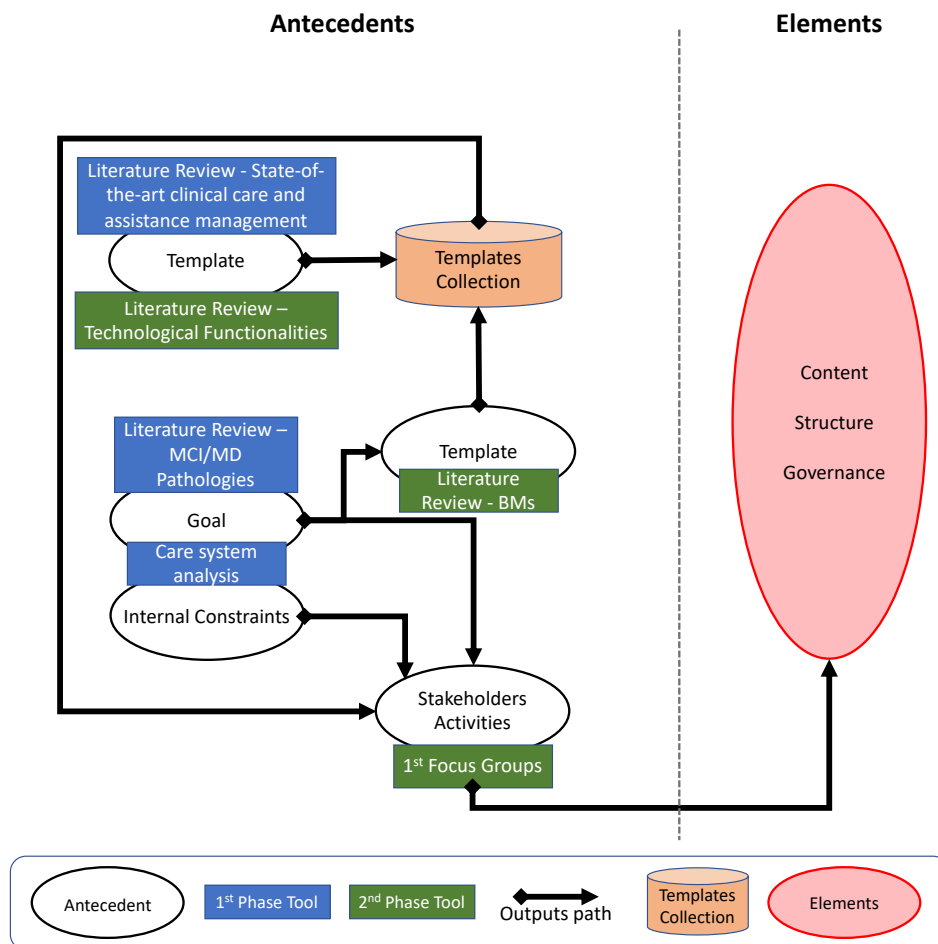 Antecedents
Elements
Literature Review - State-of-
the-art clinical care and
assistance management
Template
Literature Review –
Technological Functionalities
Templates
Collection
Literature Review –
MCI/MD
Pathologies
Goal
Care system
analysis
Internal Constraints
Template
Literature
Review - BMs
Stakeholders
Activities
1st Focus Groups
Content
Structure
Governance
Antecedent
1st Phase Tool
2nd Phase Tool
Outputs path
Templates
Collection
Elements